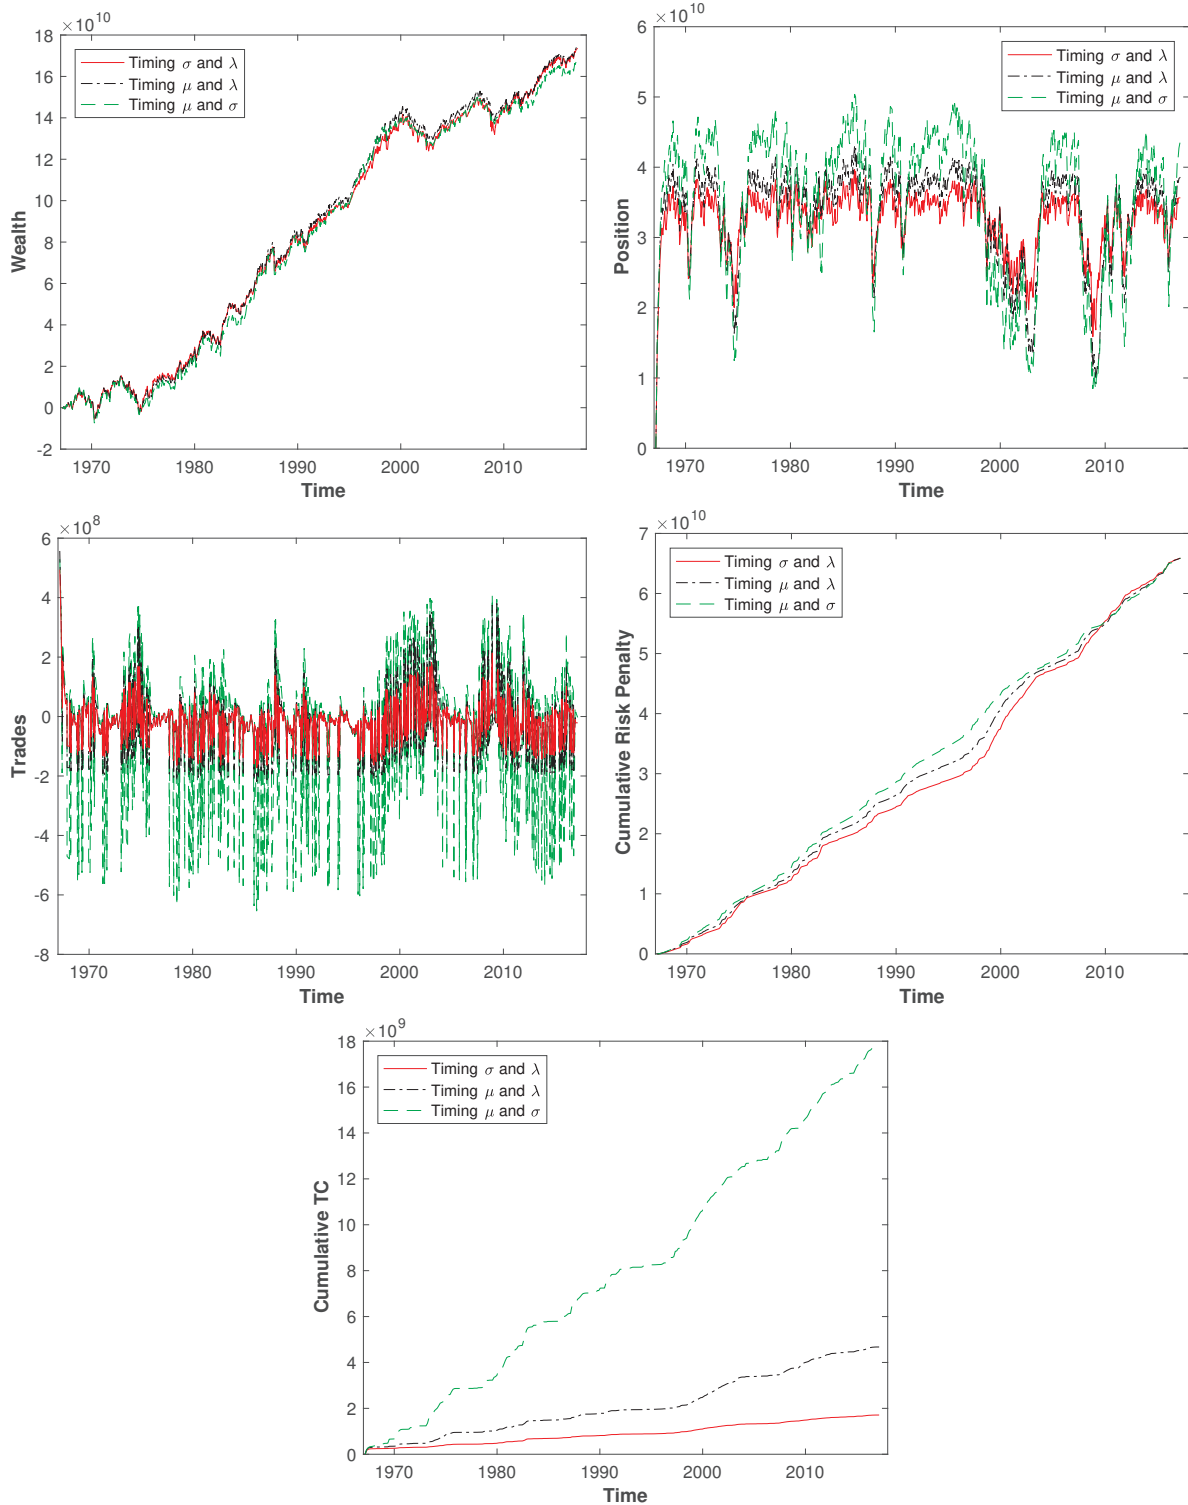 ×10^10
18
16
14
12
10
8
6
4
2
0
-2
Wealth
Timing σ and λ
Timing μ and λ
Timing μ and σ
1970 1980 1990 2000 2010
Time
×10^10
6
5
4
3
2
1
0
Position
Timing σ and λ
Timing μ and λ
Timing μ and σ
1970 1980 1990 2000 2010
Time
×10^8
6
4
2
0
-2
-4
-6
-8
Trades
1970 1980 1990 2000 2010
Time
×10^10
7
6
5
4
3
2
1
0
Cumulative Risk Penalty
Timing σ and λ
Timing μ and λ
Timing μ and σ
1970 1980 1990 2000 2010
Time
×10^9
18
16
14
12
10
8
6
4
2
0
Cumulative TC
Timing σ and λ
Timing μ and λ
Timing μ and σ
1970 1980 1990 2000 2010
Time